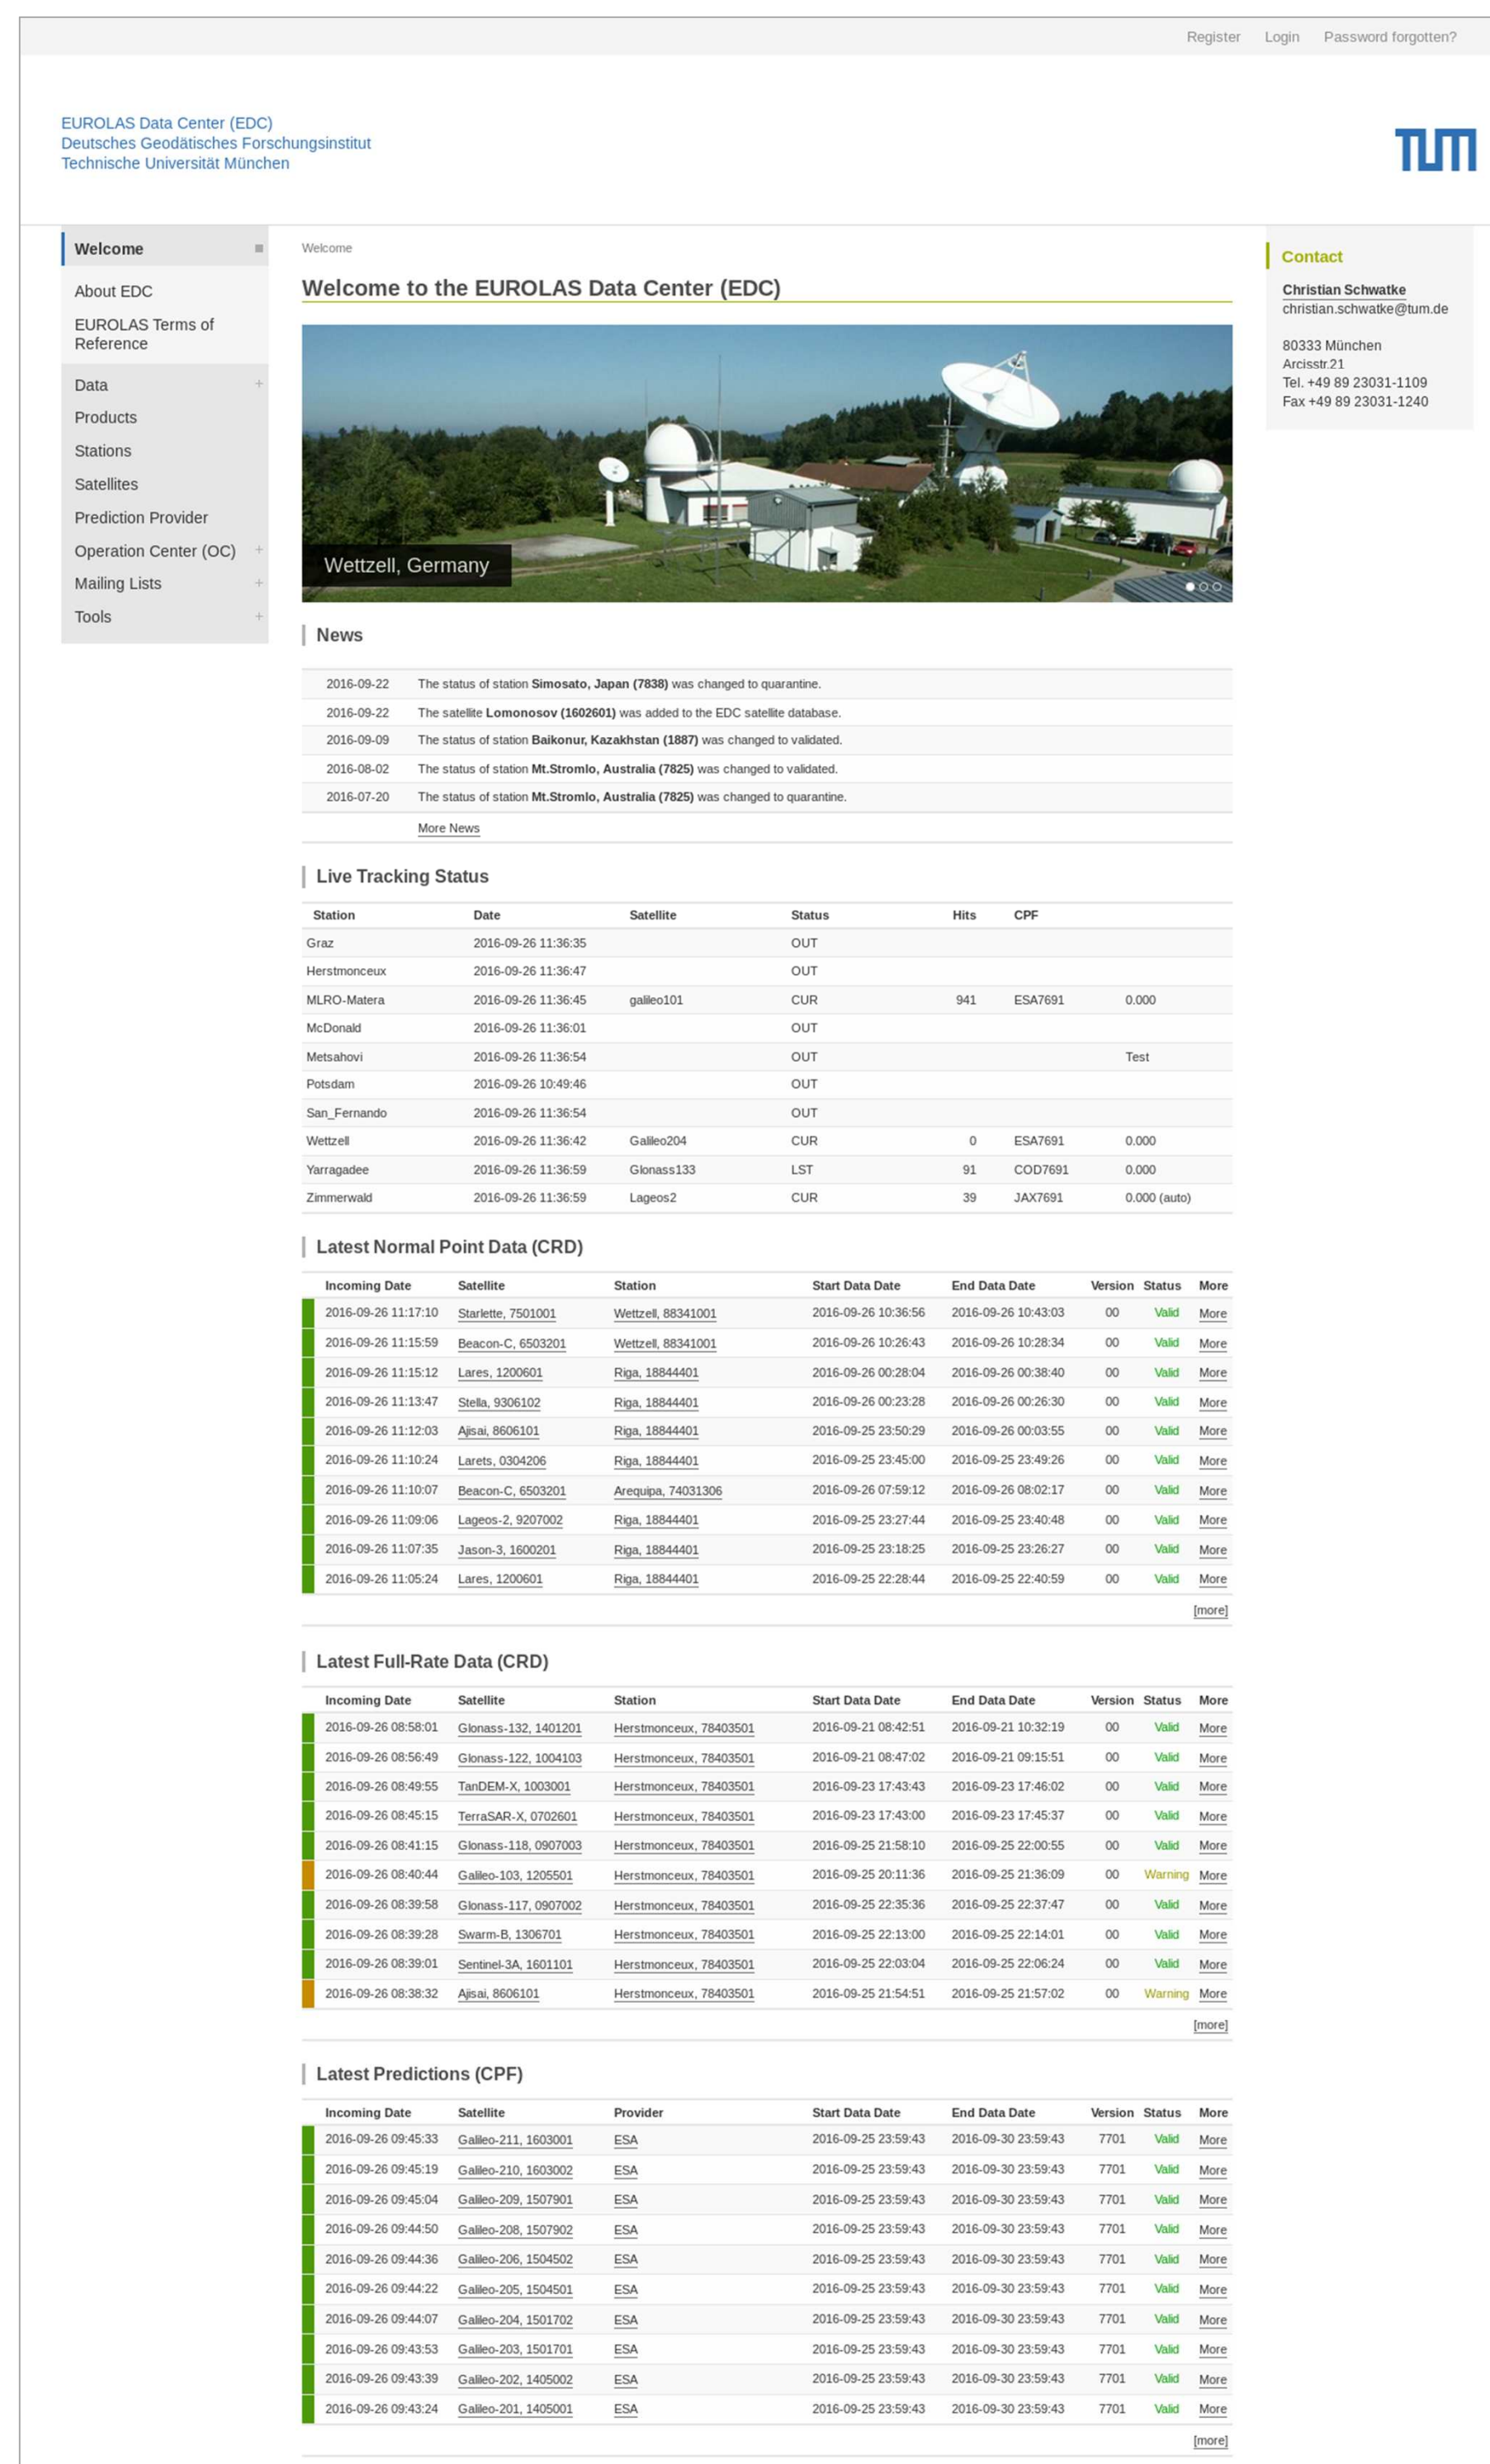 Register Login Password forgotten?
EUROLAS Data Center (EDC)
Deutsches Geodätisches Forschungsinstitut
Technische Universität München
TUM
Welcome
About EDC
EUROLAS Terms of
Reference
Data +
Products
Stations
Satellites
Prediction Provider
Operation Center (OC) +
Mailing Lists +
Tools +
Welcome
Welcome to the EUROLAS Data Center (EDC)
Wettzell, Germany
Contact
Christian Schwatke
christian.schwatke@tum.de
80333 München
Arcisstr.21
Tel. +49 89 23031-1109
Fax +49 89 23031-1240
News
2016-09-22 The status of station Simosato, Japan (7838) was changed to quarantine.
2016-09-22 The satellite Lomonosov (1602601) was added to the EDC satellite database.
2016-09-09 The status of station Baikonur, Kazakhstan (1887) was changed to validated.
2016-08-02 The status of station Mt.Stromlo, Australia (7825) was changed to validated.
2016-07-20 The status of station Mt.Stromlo, Australia (7825) was changed to quarantine.
More News
Live Tracking Status
Station Date Satellite Status Hits CPF
Graz 2016-09-26 11:36:35 OUT
Herstmonceux 2016-09-26 11:36:47 OUT
MLRO-Matera 2016-09-26 11:36:45 galileo101 CUR 941 ESA7691 0.000
McDonald 2016-09-26 11:36:01 OUT
Metsahovi 2016-09-26 11:36:54 OUT Test
Potsdam 2016-09-26 10:49:46 OUT
San_Fernando 2016-09-26 11:36:54 OUT
Wettzell 2016-09-26 11:36:42 Galileo204 CUR 0 ESA7691 0.000
Yarragadee 2016-09-26 11:36:59 Glonass133 LST 91 COD7691 0.000
Zimmerwald 2016-09-26 11:36:59 Lageos2 CUR 39 JAX7691 0.000 (auto)
Latest Normal Point Data (CRD)
Incoming Date Satellite Station Start Data Date End Data Date Version Status More
2016-09-26 11:17:10 Starlette, 7501001 Wettzell, 88341001 2016-09-26 10:36:56 2016-09-26 10:43:03 00 Valid More
2016-09-26 11:15:59 Beacon-C, 6503201 Wettzell, 88341001 2016-09-26 10:26:43 2016-09-26 10:28:34 00 Valid More
2016-09-26 11:15:12 Lares, 1200601 Riga, 18844401 2016-09-26 00:28:04 2016-09-26 00:38:40 00 Valid More
2016-09-26 11:13:47 Stella, 9306102 Riga, 18844401 2016-09-26 00:23:28 2016-09-26 00:26:30 00 Valid More
2016-09-26 11:12:03 Ajisai, 8606101 Riga, 18844401 2016-09-25 23:50:29 2016-09-26 00:03:55 00 Valid More
2016-09-26 11:10:24 Larets, 0304206 Riga, 18844401 2016-09-25 23:45:00 2016-09-25 23:49:26 00 Valid More
2016-09-26 11:10:07 Beacon-C, 6503201 Arequipa, 74031306 2016-09-26 07:59:12 2016-09-26 08:02:17 00 Valid More
2016-09-26 11:09:06 Lageos-2, 9207002 Riga, 18844401 2016-09-25 23:27:44 2016-09-25 23:40:48 00 Valid More
2016-09-26 11:07:35 Jason-3, 1600201 Riga, 18844401 2016-09-25 23:18:25 2016-09-25 23:26:27 00 Valid More
2016-09-26 11:05:24 Lares, 1200601 Riga, 18844401 2016-09-25 22:28:44 2016-09-25 22:40:59 00 Valid More
[more]
Latest Full-Rate Data (CRD)
Incoming Date Satellite Station Start Data Date End Data Date Version Status More
2016-09-26 08:58:01 Glonass-132, 1401201 Herstmonceux, 78403501 2016-09-21 08:42:51 2016-09-21 10:32:19 00 Valid More
2016-09-26 08:56:49 Glonass-122, 1004103 Herstmonceux, 78403501 2016-09-21 08:47:02 2016-09-21 09:15:51 00 Valid More
2016-09-26 08:49:55 TanDEM-X, 1003001 Herstmonceux, 78403501 2016-09-23 17:43:43 2016-09-23 17:46:02 00 Valid More
2016-09-26 08:45:15 TerraSAR-X, 0702601 Herstmonceux, 78403501 2016-09-23 17:43:00 2016-09-23 17:45:37 00 Valid More
2016-09-26 08:41:15 Glonass-118, 0907003 Herstmonceux, 78403501 2016-09-25 21:58:10 2016-09-25 22:00:55 00 Valid More
2016-09-26 08:40:44 Galileo-103, 1205501 Herstmonceux, 78403501 2016-09-25 20:11:36 2016-09-25 21:36:09 00 Warning More
2016-09-26 08:39:58 Glonass-117, 0907002 Herstmonceux, 78403501 2016-09-25 22:35:36 2016-09-25 22:37:47 00 Valid More
2016-09-26 08:39:28 Swarm-B, 1306701 Herstmonceux, 78403501 2016-09-25 22:13:00 2016-09-25 22:14:01 00 Valid More
2016-09-26 08:39:01 Sentinel-3A, 1601101 Herstmonceux, 78403501 2016-09-25 22:03:04 2016-09-25 22:06:24 00 Valid More
2016-09-26 08:38:32 Ajisai, 8606101 Herstmonceux, 78403501 2016-09-25 21:54:51 2016-09-25 21:57:02 00 Warning More
[more]
Latest Predictions (CPF)
Incoming Date Satellite Provider Start Data Date End Data Date Version Status More
2016-09-26 09:45:33 Galileo-211, 1603001 ESA 2016-09-25 23:59:43 2016-09-30 23:59:43 7701 Valid More
2016-09-26 09:45:19 Galileo-210, 1603002 ESA 2016-09-25 23:59:43 2016-09-30 23:59:43 7701 Valid More
2016-09-26 09:45:04 Galileo-209, 1507901 ESA 2016-09-25 23:59:43 2016-09-30 23:59:43 7701 Valid More
2016-09-26 09:44:50 Galileo-208, 1507902 ESA 2016-09-25 23:59:43 2016-09-30 23:59:43 7701 Valid More
2016-09-26 09:44:36 Galileo-206, 1504502 ESA 2016-09-25 23:59:43 2016-09-30 23:59:43 7701 Valid More
2016-09-26 09:44:22 Galileo-205, 1504501 ESA 2016-09-25 23:59:43 2016-09-30 23:59:43 7701 Valid More
2016-09-26 09:44:07 Galileo-204, 1501702 ESA 2016-09-25 23:59:43 2016-09-30 23:59:43 7701 Valid More
2016-09-26 09:43:53 Galileo-203, 1501701 ESA 2016-09-25 23:59:43 2016-09-30 23:59:43 7701 Valid More
2016-09-26 09:43:39 Galileo-202, 1405002 ESA 2016-09-25 23:59:43 2016-09-30 23:59:43 7701 Valid More
2016-09-26 09:43:24 Galileo-201, 1405001 ESA 2016-09-25 23:59:43 2016-09-30 23:59:43 7701 Valid More
[more]